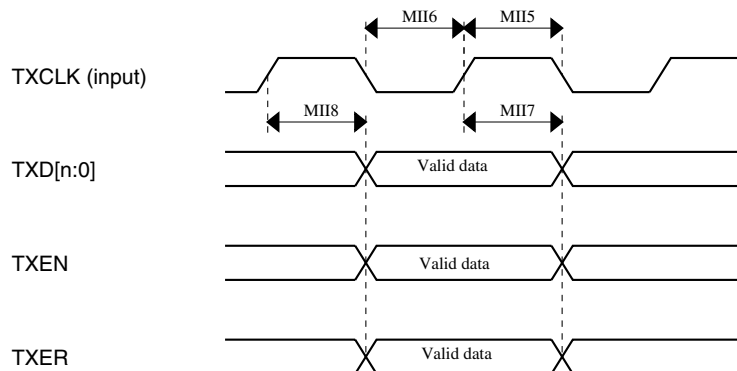 MII6 MII5
TXCLK (input)
MII8 MII7
TXD[n:0] Valid data
TXEN Valid data
TXER Valid data